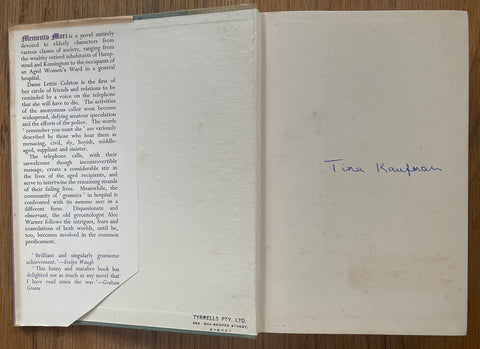 Memento Mori is a novel entirely
devoted to elderly characters from
various classes of society, ranging from
the wealthy retired inhabitants of Hamp-
stead and Kensington to the occupants of
an Aged Women's Ward in a general
hospital.
Dame Lettie Colston is the first of
her circle of friends and relations to be
reminded by a voice on the telephone
that she will have to die. The activities
of the anonymous caller soon become
widespread, defying amateur speculation
and the efforts of the police. The words
' remember you must die ' are variously
described by those who hear them as
menacing, civil, sly, boyish, middle-
aged, suppliant and sinister.
The telephone calls, with their
unwelcome though incontrovertible
message, create a considerable stir in
the lives of the aged recipients, and
serve to intertwine the remaining strands
of their failing lives. Meanwhile, the
community of ' grannies ' in hospital is
confronted with its memento mori in a
different form. Dispassionate and
observant, the old gerontologist Alec
Warner follows the intrigues, fears and
consolations of both worlds, until he,
too, becomes involved in the common
predicament.
' Brilliant and singularly gruesome
achievement.'—Evelyn Waugh
' This funny and macabre book has
delighted me as much as any novel that
I have read since the war.'—Graham
Greene
TYRRELLS PTY. LTD.
GEORGE STREET,
SYDNEY
Tina Kaufman